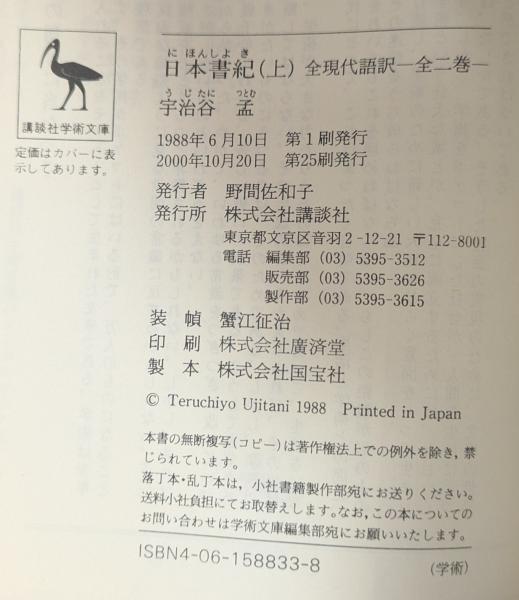 講談社学術文庫
定価はカバーに表
示してあります。
にほんしよき
日本書紀(上) 全現代語訳―全二巻―
うじたに つとむ
宇治谷 孟
1988年6月10日 第1刷発行
2000年10月20日 第25刷発行
発行者 野間佐和子
発行所 株式会社講談社
東京都文京区音羽2-12-21 〒112-8001
電話 編集部 (03) 5395-3512
販売部 (03) 5395-3626
製作部 (03) 5395-3615
装 幀 蟹江征治
印 刷 株式会社廣済堂
製 本 株式会社国宝社
© Teruchiyo Ujitani 1988 Printed in Japan
本書の無断複写(コピー)は著作権法上での例外を除き，禁
じられています。
落丁本・乱丁本は，小社書籍製作部宛にお送りください。
送料小社負担にてお取替えします。なお，この本についての
お問い合わせは学術文庫編集部宛にお願いいたします。
ISBN4-06-158833-8
(学術)